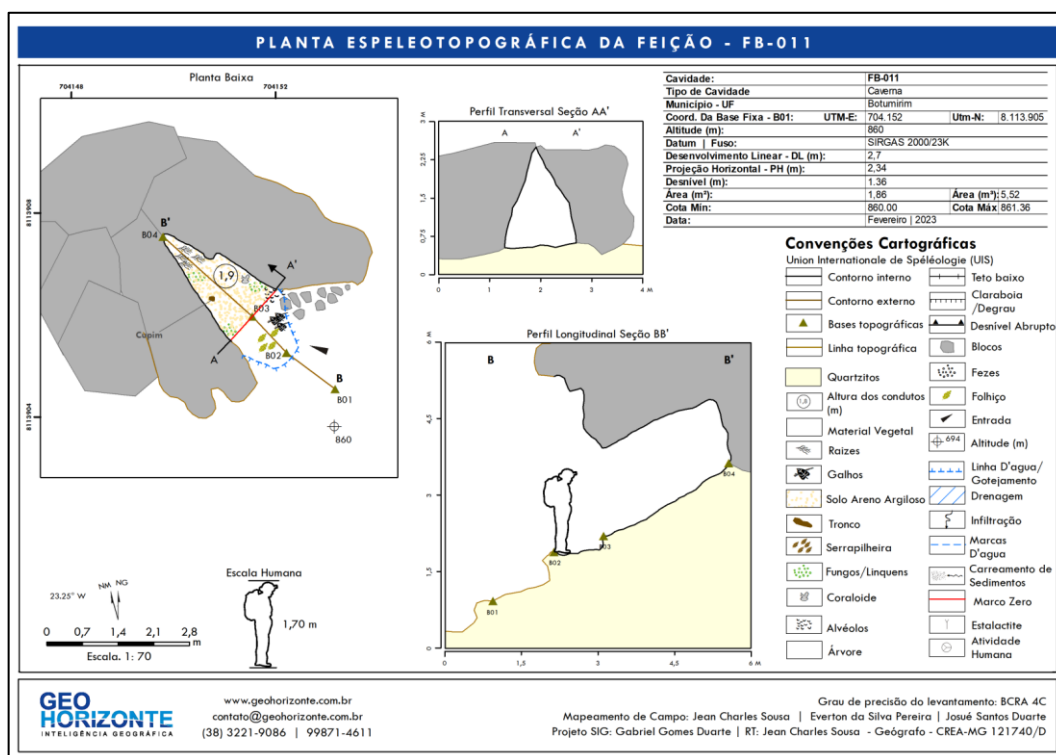 PLANTA ESPELEOTOPOGRÁFICA DA FEIÇÃO - FB-011
Planta Baixa
704148
704152
8113908
8113904
B'
B04
1,9
A'
B03
Cupim
A
B02
B
B01
860
23.25° W
NM NG
0 0,7 1,4 2,1 2,8
m
Escala. 1: 70
Escala Humana
1,70 m
Perfil Transversal Seção AA'
A A'
3 M
2,25
1,5
0,75
0
0 1 2 3 4 M
Perfil Longitudinal Seção BB'
B B'
6 M
4,5
3
1,5
0
B04
B03
B02
B01
0 1,5 3 4,5 6 M
Cavidade: FB-011
Tipo de Cavidade Caverna
Município - UF Botumirim
Coord. Da Base Fixa - B01: UTM-E: 704.152 Utm-N: 8.113.905
Altitude (m): 860
Datum | Fuso: SIRGAS 2000/23K
Desenvolvimento Linear - DL (m): 2,7
Projeção Horizontal - PH (m): 2,34
Desnível (m): 1.36
Área (m²): 1,86 Área (m³): 5,52
Cota Min: 860.00 Cota Máx 861.36
Data: Fevereiro | 2023
Convenções Cartográficas
Union Internationale de Spéléologie (UIS)
Contorno interno
Contorno externo
Bases topográficas
Linha topográfica
Quartzitos
1,8
Altura dos condutos
(m)
Material Vegetal
Raizes
Galhos
Solo Areno Argiloso
Tronco
Serrapilheira
Fungos/Linquens
Coraloide
Alvéolos
Árvore
Teto baixo
Claraboia
/Degrau
Desnível Abrupto
Blocos
Fezes
Folhiço
Entrada
694
Altitude (m)
Linha D'agua/
Gotejamento
Drenagem
Infiltração
Marcas
D'agua
Carreamento de
Sedimentos
Marco Zero
Estalactite
Atividade
Humana
GEO
HORIZONTE
INTELIGÊNCIA GEOGRÁFICA
www.geohorizonte.com.br
contato@geohorizonte.com.br
(38) 3221-9086 | 99871-4611
Grau de precisão do levantamento: BCRA 4C
Mapeamento de Campo: Jean Charles Sousa | Everton da Silva Pereira | Josué Santos Duarte
Projeto SIG: Gabriel Gomes Duarte | RT: Jean Charles Sousa - Geógrafo - CREA-MG 121740/D